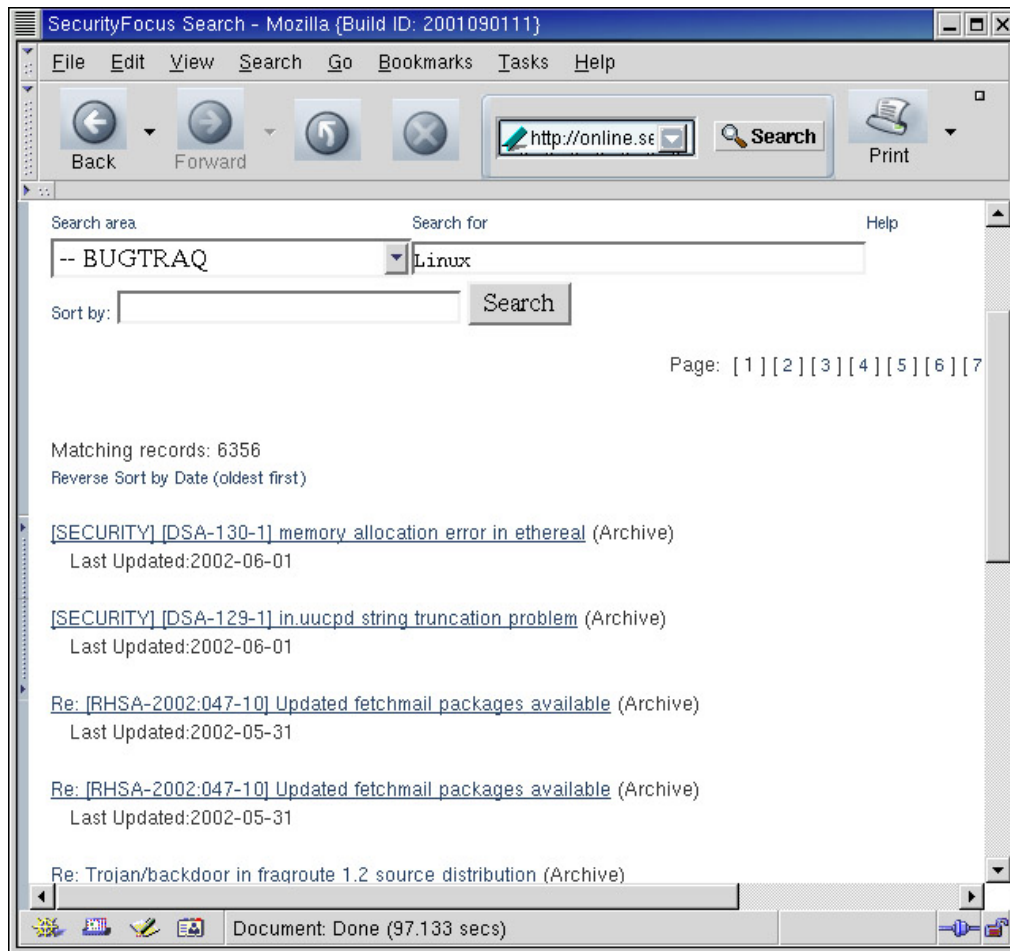 SecurityFocus Search - Mozilla {Build ID: 2001090111}
File Edit View Search Go Bookmarks Tasks Help
Back Forward http://online.se Search Print
Search area Search for Help
-- BUGTRAQ Linux
Sort by: Search
Page: [ 1 ] [ 2 ] [ 3 ] [ 4 ] [ 5 ] [ 6 ] [ 7
Matching records: 6356
Reverse Sort by Date (oldest first)
[SECURITY] [DSA-130-1] memory allocation error in ethereal (Archive)
Last Updated:2002-06-01
[SECURITY] [DSA-129-1] in.uucpd string truncation problem (Archive)
Last Updated:2002-06-01
Re: [RHSA-2002:047-10] Updated fetchmail packages available (Archive)
Last Updated:2002-05-31
Re: [RHSA-2002:047-10] Updated fetchmail packages available (Archive)
Last Updated:2002-05-31
Re: Trojan/backdoor in fragroute 1.2 source distribution (Archive)
Document: Done (97.133 secs)